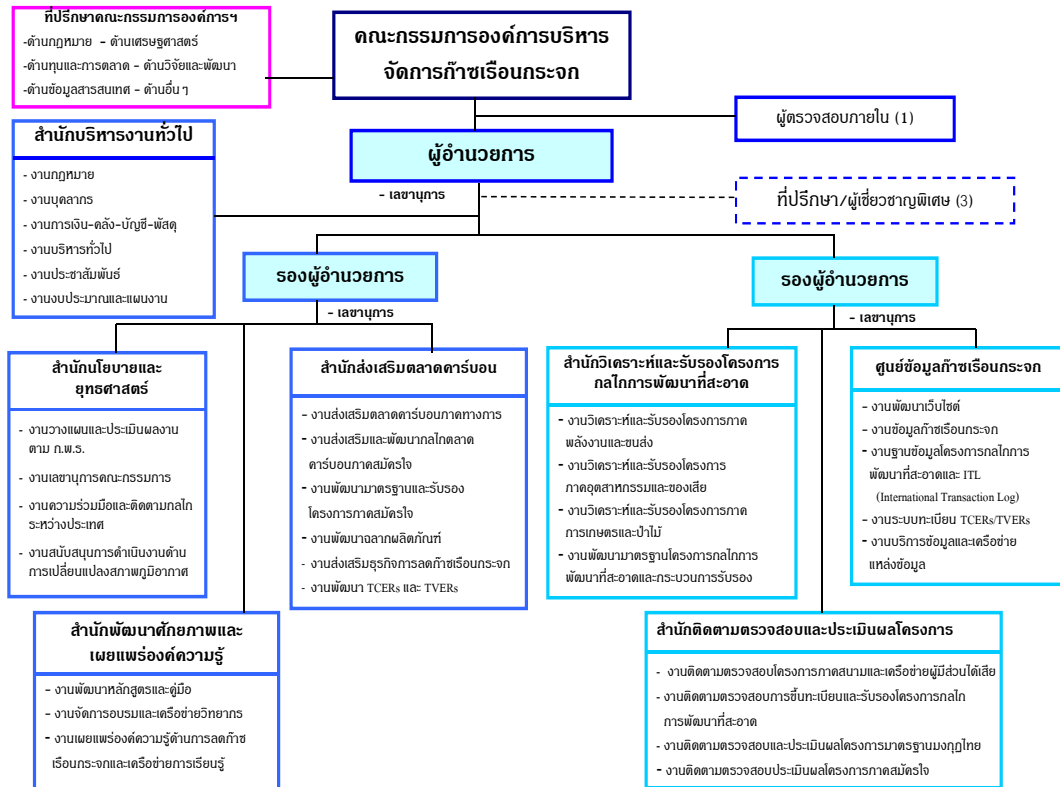 ที่ปรึกษาคณะกรรมการองค์การฯ
-ด้านกฎหมาย – ด้านเศรษฐศาสตร์
-ด้านทุนและการตลาด – ด้านวิจัยและพัฒนา
-ด้านข้อมูลสารสนเทศ – ด้านอื่น ๆ
คณะกรรมการองค์การบริหาร
จัดการก๊าซเรือนกระจก
ผู้ตรวจสอบภายใน (1)
ผู้อำนวยการ
– เลขานุการ
ที่ปรึกษา/ผู้เชี่ยวชาญพิเศษ (3)
สำนักบริหารงานทั่วไป
- งานกฎหมาย
- งานบุคลากร
- งานการเงิน-คลัง-บัญชี-พัสดุ
- งานบริหารทั่วไป
- งานประชาสัมพันธ์
- งานงบประมาณและแผนงาน
รองผู้อำนวยการ
– เลขานุการ
รองผู้อำนวยการ
– เลขานุการ
สำนักนโยบายและ
ยุทธศาสตร์
- งานวางแผนและประเมินผลงาน
ตาม ก.พ.ร.
- งานเลขานุการคณะกรรมการ
- งานความร่วมมือและติดตามกลไก
ระหว่างประเทศ
- งานสนับสนุนการดำเนินงานด้าน
การเปลี่ยนแปลงสภาพภูมิอากาศ
สำนักส่งเสริมตลาดคาร์บอน
– งานส่งเสริมตลาดคาร์บอนภาคทางการ
- งานส่งเสริมและพัฒนากลไกตลาด
คาร์บอนภาคสมัครใจ
- งานพัฒนามาตรฐานและรับรอง
โครงการภาคสมัครใจ
- งานพัฒนาฉลากผลิตภัณฑ์
- งานส่งเสริมธุรกิจการลดก๊าซเรือนกระจก
- งานพัฒนา TCERs และ TVERs
สำนักวิเคราะห์และรับรองโครงการ
กลไกการพัฒนาที่สะอาด
- งานวิเคราะห์และรับรองโครงการภาค
พลังงานและขนส่ง
- งานวิเคราะห์และรับรองโครงการ
ภาคอุตสาหกรรมและของเสีย
- งานวิเคราะห์และรับรองโครงการภาค
การเกษตรและป่าไม้
- งานพัฒนามาตรฐานโครงการกลไกการ
พัฒนาที่สะอาดและกระบวนการรับรอง
ศูนย์ข้อมูลก๊าซเรือนกระจก
– งานพัฒนาเว็บไซต์
- งานข้อมูลก๊าซเรือนกระจก
- งานฐานข้อมูลโครงการกลไกการ
พัฒนาที่สะอาดและ ITL
(International Transaction Log)
- งานระบบทะเบียน TCERs/TVERs
- งานบริการข้อมูลและเครือข่าย
แหล่งข้อมูล
สำนักพัฒนาศักยภาพและ
เผยแพร่องค์ความรู้
– งานพัฒนาหลักสูตรและคู่มือ
- งานจัดการอบรมและเครือข่ายวิทยากร
- งานเผยแพร่องค์ความรู้ด้านการลดก๊าซ
เรือนกระจกและเครือข่ายการเรียนรู้
สำนักติดตามตรวจสอบและประเมินผลโครงการ
- งานติดตามตรวจสอบโครงการภาคสนามและเครือข่ายผู้มีส่วนได้เสีย
- งานติดตามตรวจสอบการขึ้นทะเบียนและรับรองโครงการกลไก
การพัฒนาที่สะอาด
- งานติดตามตรวจสอบและประเมินผลโครงการมาตรฐานมงกุฎไทย
- งานติดตามตรวจสอบประเมินผลโครงการภาคสมัครใจ